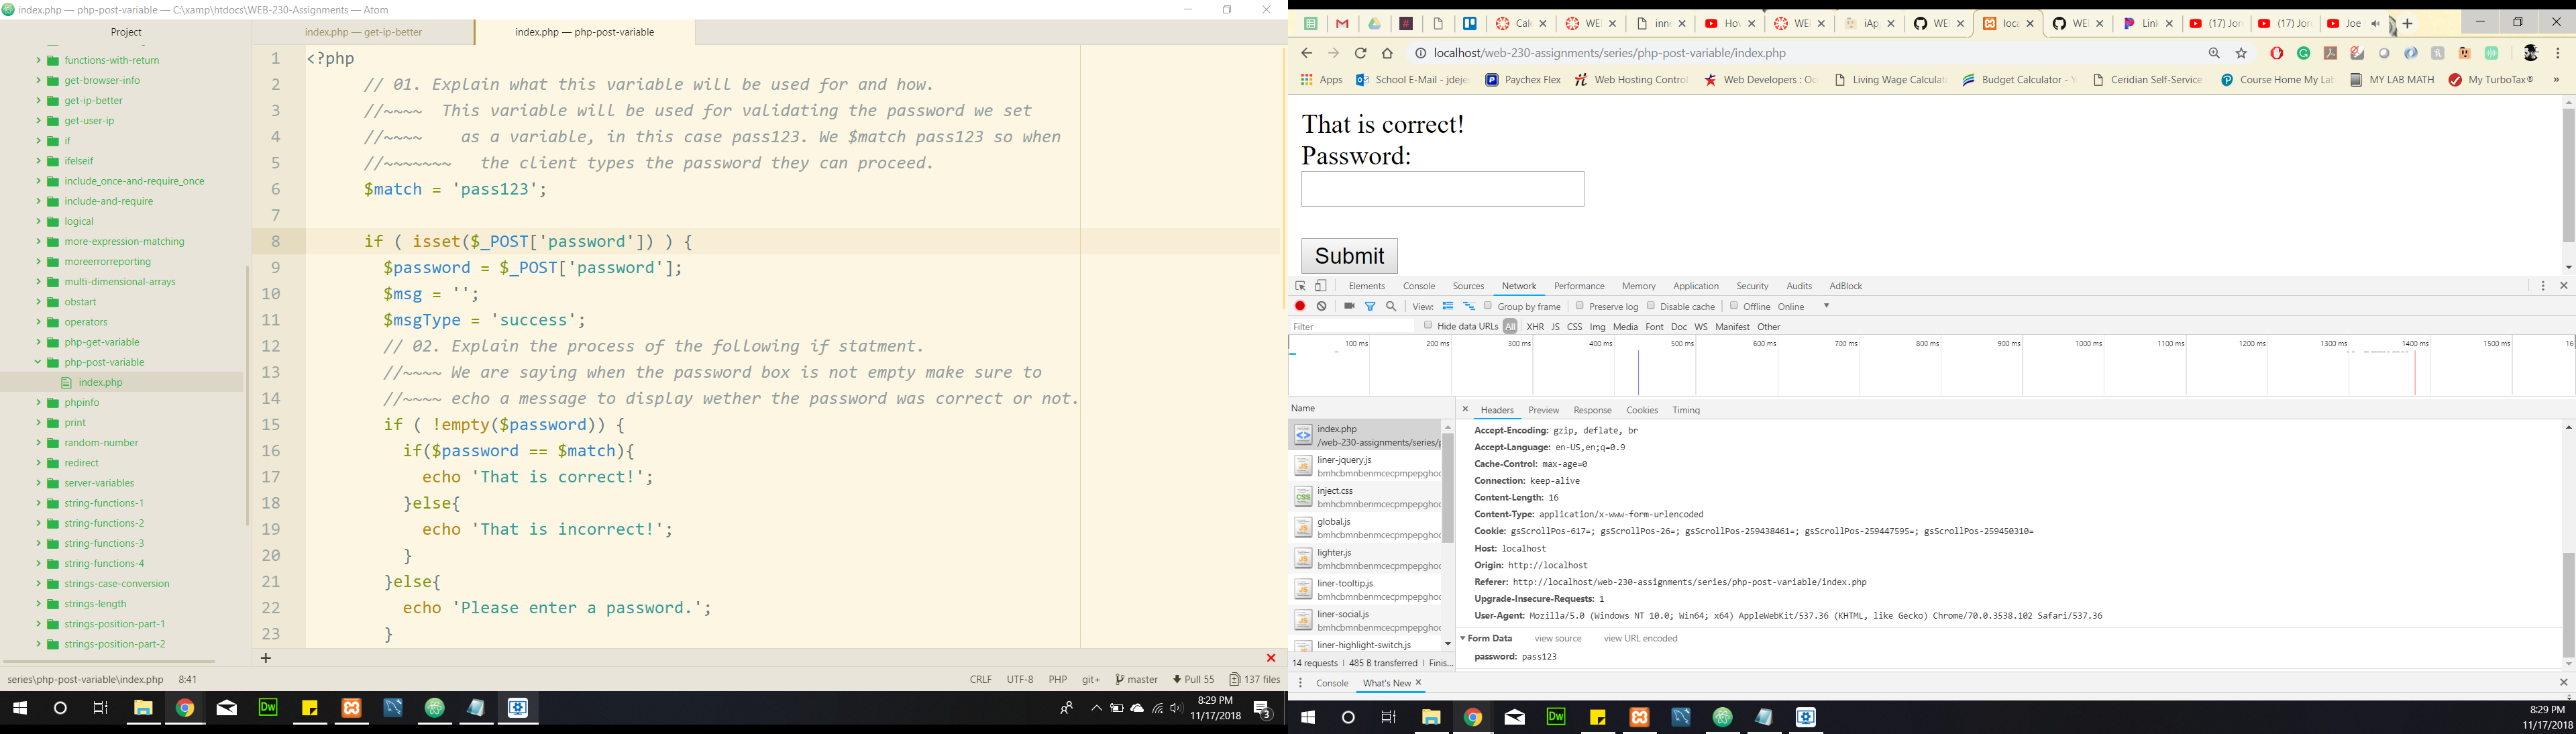 index.php — php-post-variable — C:\xamp\htdocs\WEB-230-Assignments — Atom
Project
functions-with-return
get-browser-info
get-ip-better
get-user-ip
if
ifelseif
include_once-and-require_once
include-and-require
logical
more-expression-matching
moreerrorreporting
multi-dimensional-arrays
obstart
operators
php-get-variable
php-post-variable
index.php
phpinfo
print
random-number
redirect
server-variables
string-functions-1
string-functions-2
string-functions-3
string-functions-4
strings-case-conversion
strings-length
strings-position-part-1
strings-position-part-2
index.php — get-ip-better
index.php — php-post-variable
1 <?php
2 // 01. Explain what this variable will be used for and how.
3 //~~~~  This variable will be used for validating the password we set
4 //~~~~    as a variable, in this case pass123. We $match pass123 so when
5 //~~~~~~~   the client types the password they can proceed.
6 $match = 'pass123';
7
8 if ( isset($_POST['password']) ) {
9 $password = $_POST['password'];
10 $msg = '';
11 $msgType = 'success';
12 // 02. Explain the process of the following if statment.
13 //~~~~ We are saying when the password box is not empty make sure to
14 //~~~~ echo a message to display wether the password was correct or not.
15 if ( !empty($password)) {
16 if($password == $match){
17 echo 'That is correct!';
18 }else{
19 echo 'That is incorrect!';
20 }
21 }else{
22 echo 'Please enter a password.';
23 }
series\php-post-variable\index.php 8:41
CRLF UTF-8 PHP git+ master Pull 55 137 files
Dw
8:29 PM
11/17/2018
3
Cale WEI inne Hov WEI iAp WEI loca WEI Link (17) Jor (17) Jor Joe
localhost/web-230-assignments/series/php-post-variable/index.php
Apps School E-Mail - jdeje Paychex Flex Web Hosting Control Web Developers : Oc Living Wage Calculat Budget Calculator - Y Ceridian Self-Service Course Home My Lab MY LAB MATH My TurboTax® »
That is correct!
Password:
Submit
Elements Console Sources Network Performance Memory Application Security Audits AdBlock
View: Group by frame Preserve log Disable cache Offline Online
Filter Hide data URLs All XHR JS CSS Img Media Font Doc WS Manifest Other
100 ms 200 ms 300 ms 400 ms 500 ms 600 ms 700 ms 800 ms 900 ms 1000 ms 1100 ms 1200 ms 1300 ms 1400 ms 1500 ms 16
Name
index.php
/web-230-assignments/series/p
liner-jquery.js
bmhcbmnbenmcecpmpepghooc
inject.css
bmhcbmnbenmcecpmpepghooc
global.js
bmhcbmnbenmcecpmpepghooc
lighter.js
bmhcbmnbenmcecpmpepghooc
liner-tooltip.js
bmhcbmnbenmcecpmpepghooc
liner-social.js
bmhcbmnbenmcecpmpepghooc
liner-highlight-switch.js
14 requests | 485 B transferred | Finis...
Headers Preview Response Cookies Timing
Accept-Encoding: gzip, deflate, br
Accept-Language: en-US,en;q=0.9
Cache-Control: max-age=0
Connection: keep-alive
Content-Length: 16
Content-Type: application/x-www-form-urlencoded
Cookie: gsScrollPos-617=; gsScrollPos-26=; gsScrollPos-259438461=; gsScrollPos-259447595=; gsScrollPos-259450310=
Host: localhost
Origin: http://localhost
Referer: http://localhost/web-230-assignments/series/php-post-variable/index.php
Upgrade-Insecure-Requests: 1
User-Agent: Mozilla/5.0 (Windows NT 10.0; Win64; x64) AppleWebKit/537.36 (KHTML, like Gecko) Chrome/70.0.3538.102 Safari/537.36
Form Data view source view URL encoded
password: pass123
Console What's New
Dw
8:29 PM
11/17/2018